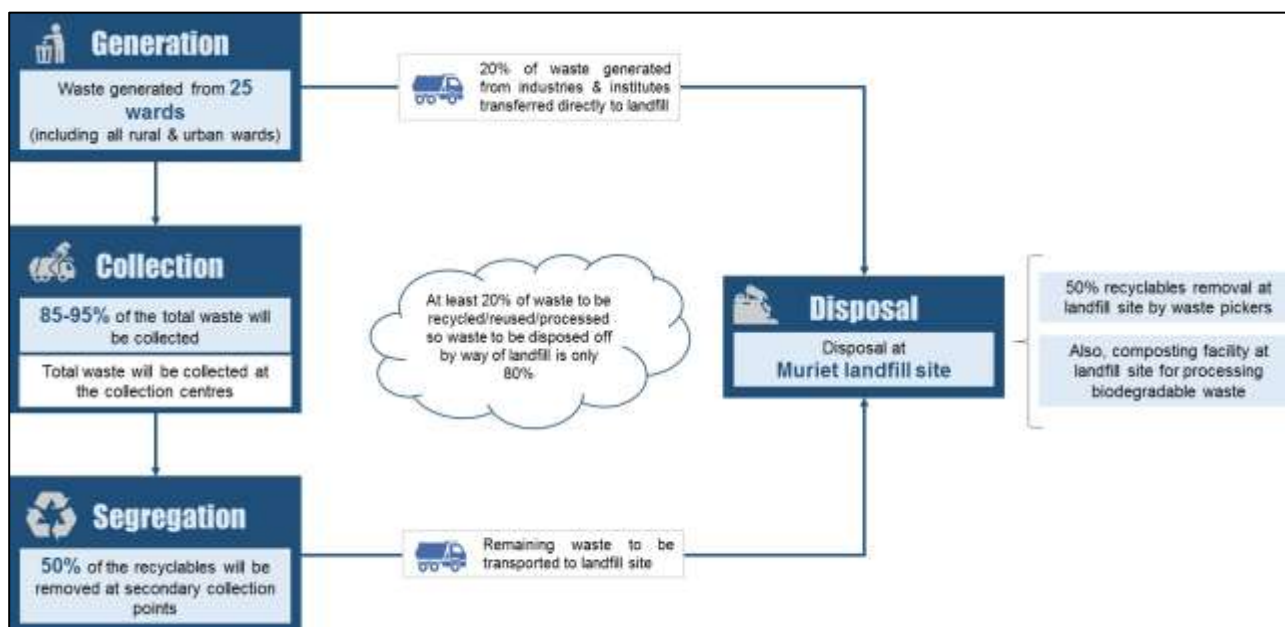 Generation
Waste generated from 25
wards
(including all rural & urban wards)
20% of waste generated
from industries & institutes
transferred directly to landfill
Collection
85-95% of the total waste will
be collected
Total waste will be collected at
the collection centres
At least 20% of waste to be
recycled/reused/processed
so waste to be disposed off
by way of landfill is only
80%
Disposal
Disposal at
Muriet landfill site
50% recyclables removal at
landfill site by waste pickers
Also, composting facility at
landfill site for processing
biodegradable waste
Segregation
50% of the recyclables will be
removed at secondary collection
points
Remaining waste to be
transported to landfill site